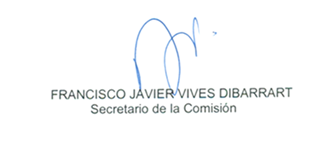 FRANCISCO JAVIER VIVES DIBARRART
Secretario de la Comisión